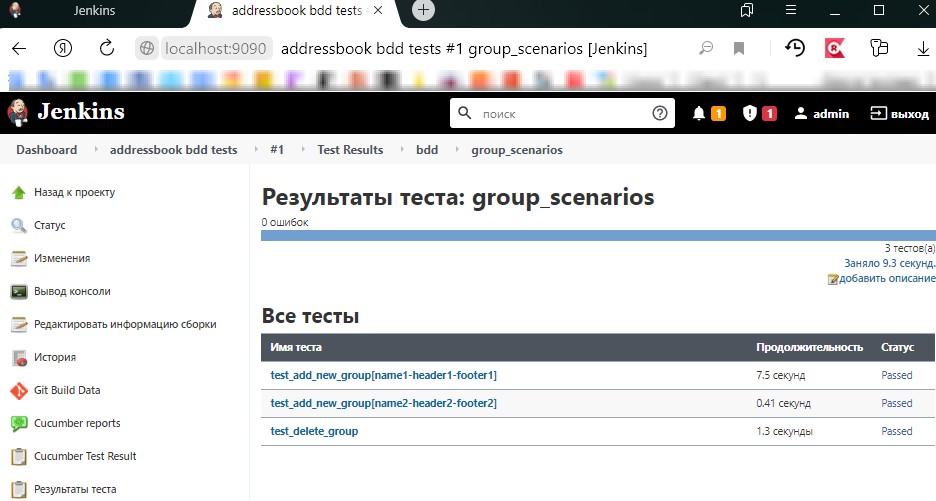 Jenkins
addressbook bdd tests
localhost:9090 addressbook bdd tests #1 group_scenarios [Jenkins]
Jenkins поиск 1 1 admin выход
Dashboard addressbook bdd tests #1 Test Results bdd group_scenarios
Назад к проекту
Статус
Изменения
Вывод консоли
Редактировать информацию сборки
История
Git Build Data
Cucumber reports
Cucumber Test Result
Результаты теста
Результаты теста: group_scenarios
0 ошибок
3 тестов(а)
Заняло 9.3 секунд.
добавить описание
Все тесты
Имя теста Продолжительность Статус
test_add_new_group[name1-header1-footer1] 7.5 секунд Passed
test_add_new_group[name2-header2-footer2] 0.41 секунд Passed
test_delete_group 1.3 секунды Passed